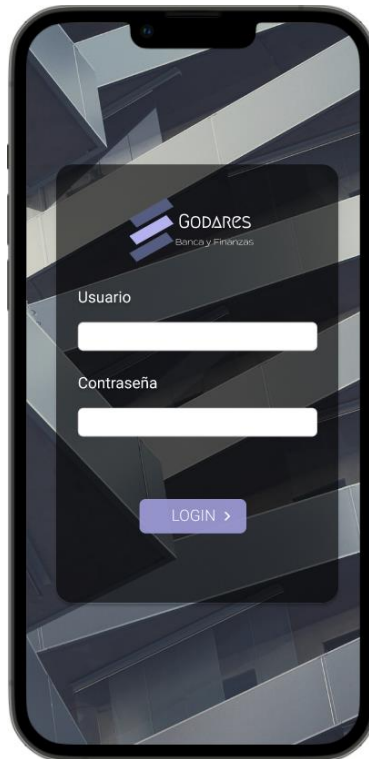 GODARES
Banca y Finanzas
Usuario
Contraseña
LOGIN >